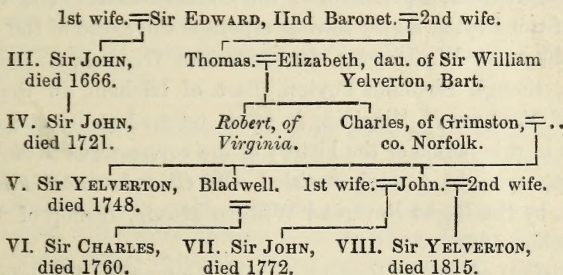 1st wife. Sir EDWARD, IInd Baronet. 2nd wife.
III. Sir JOHN, Thomas. Elizabeth, dau. of Sir William
died 1666. Yelverton, Bart.
IV. Sir JOHN, Robert, of Charles, of Grimston, ..
died 1721. Virginia. co. Norfolk.
V. Sir YELVERTON, Bladwell. 1st wife. John. 2nd wife.
died 1748.
VI. Sir CHARLES, VII. Sir JOHN, VIII. Sir YELVERTON,
died 1760. died 1772. died 1815.